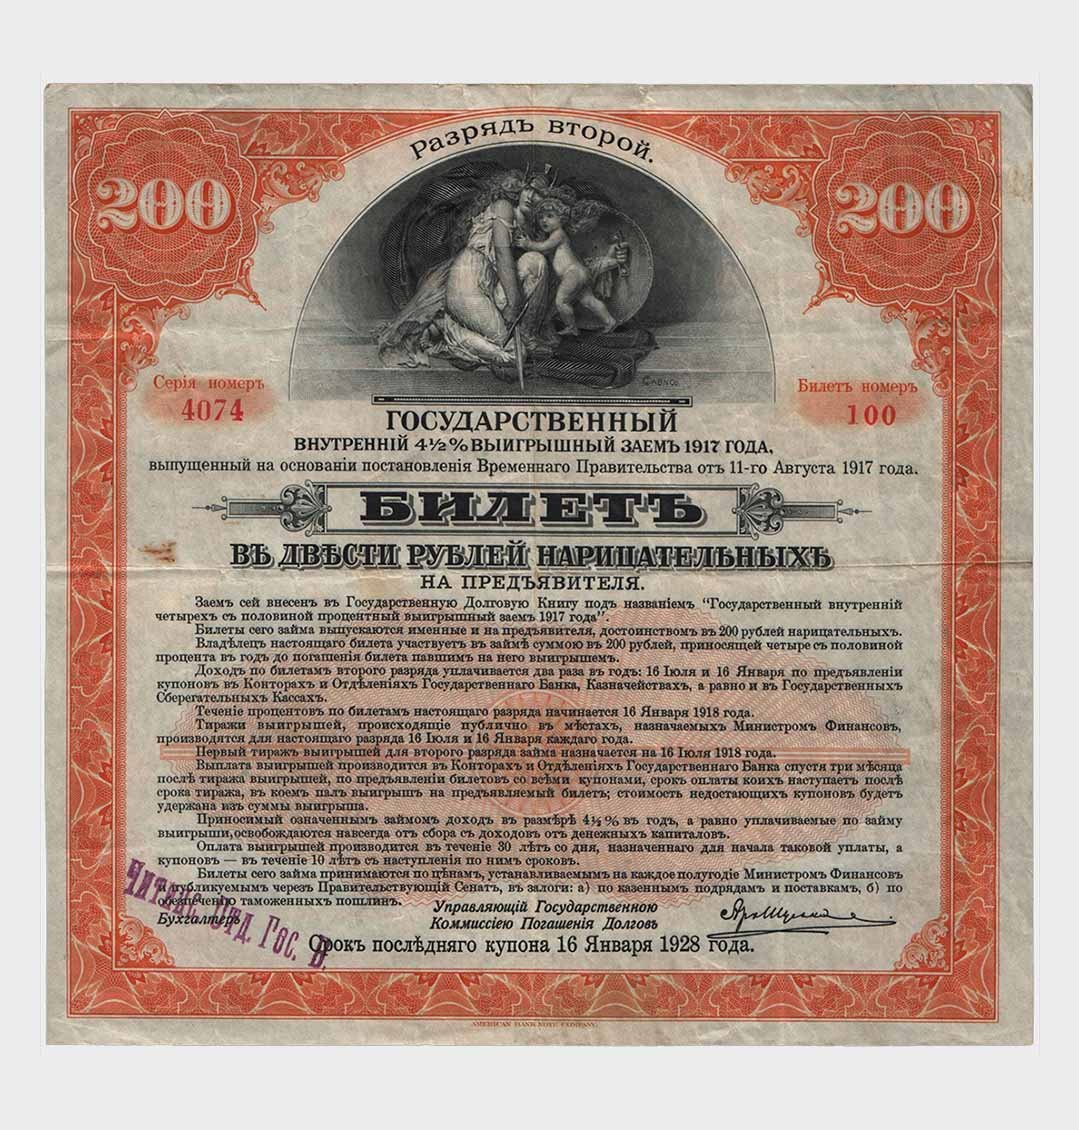 Разрядъ второй.
200
200
Серія номеръ
4074
Билетъ номеръ
100
ГОСУДАРСТВЕННЫЙ
ВНУТРЕННІЙ 4½% ВЫИГРЫШНЫЙ ЗАЕМЪ 1917 ГОДА,
выпущенный на основаніи постановленія Временнаго Правительства отъ 11-го Августа 1917 года.
БИЛЕТЪ
ВЪ ДВѢСТИ РУБЛЕЙ НАРИЦАТЕЛЬНЫХЪ
НА ПРЕДЪЯВИТЕЛЯ.
Заемъ сей внесенъ въ Государственную Долговую Книгу подъ названіемъ "Государственный внутренній
четырехъ съ половиной процентный выигрышный заемъ 1917 года".
Билеты сего займа выпускаются именные и на предъявителя, достоинствомъ въ 200 рублей нарицательныхъ.
Владѣлецъ настоящаго билета участвуетъ въ займѣ суммою въ 200 рублей, приносящей четыре съ половиной
процента въ годъ до погашенія билета павшимъ на него выигрышемъ.
Доходъ по билетамъ второго разряда уплачивается два раза въ годъ: 16 Іюля и 16 Января по предъявленіи
купоновъ въ Конторахъ и Отдѣленіяхъ Государственнаго Банка, Казначействахъ, а равно и въ Государственныхъ
Сберегательныхъ Кассахъ.
Теченіе процентовъ по билетамъ настоящаго разряда начинается 16 Января 1918 года.
Тиражи выигрышей, происходящіе публично въ мѣстахъ, назначаемыхъ Министромъ Финансовъ,
производятся для настоящаго разряда 16 Іюля и 16 Января каждаго года.
Первый тиражъ выигрышей для второго разряда займа назначается на 16 Іюля 1918 года.
Выплата выигрышей производится въ Конторахъ и Отдѣленіяхъ Государственнаго Банка спустя три мѣсяца
послѣ тиража выигрышей, по предъявленіи билетовъ со всѣми купонами, срокъ оплаты коихъ наступаетъ послѣ
срока тиража, въ коемъ палъ выигрышъ на предъявляемый билетъ; стоимость недостающихъ купоновъ будетъ
удержана изъ суммы выигрыша.
Приносимый означеннымъ займомъ доходъ въ размѣрѣ 4½% въ годъ, а равно уплачиваемые по займу
выигрыши, освобождаются навсегда отъ сбора съ доходовъ отъ денежныхъ капиталовъ.
Оплата выигрышей производится въ теченіе 30 лѣтъ со дня, назначеннаго для начала таковой уплаты, а
купоновъ — въ теченіе 10 лѣтъ съ наступленія по нимъ сроковъ.
Билеты сего займа принимаются по цѣнамъ, устанавливаемымъ на каждое полугодіе Министромъ Финансовъ
и публикуемымъ черезъ Правительствующій Сенатъ, въ залоги: а) по казеннымъ подрядамъ и поставкамъ, б) по
обезпеченію таможенныхъ пошлинъ.
Бухгалтеръ
Управляющій Государственною
Коммиссіею Погашенія Долговъ
Читинс. Отд. Гос. Б.
Срокъ послѣдняго купона 16 Января 1928 года.
AMERICAN BANK NOTE COMPANY.